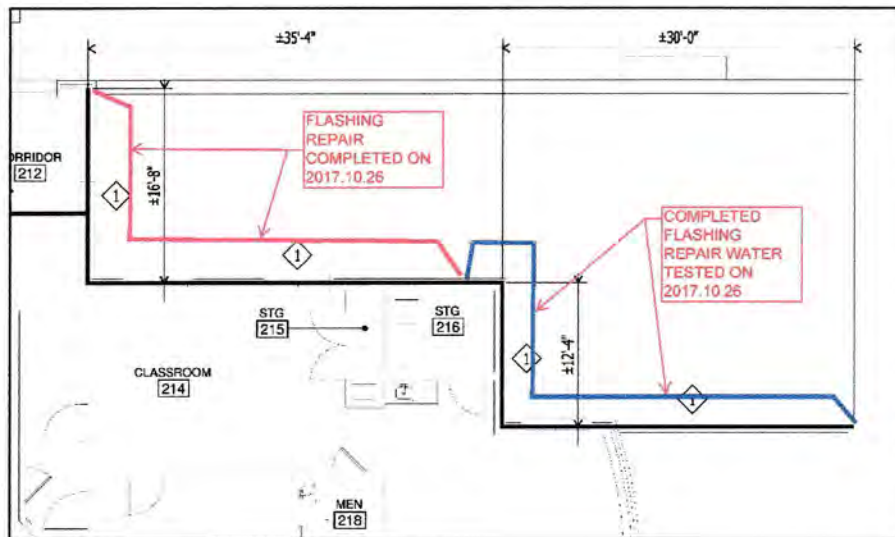 ±35'-4"
±30'-0"
FLASHING
REPAIR
COMPLETED ON
2017.10.26
ORRIDOR
212
1
±16'-8"
COMPLETED
FLASHING
REPAIR WATER
TESTED ON
2017.10.26
1
STG
215
STG
216
1
±12'-4"
CLASSROOM
214
1
MEN
218